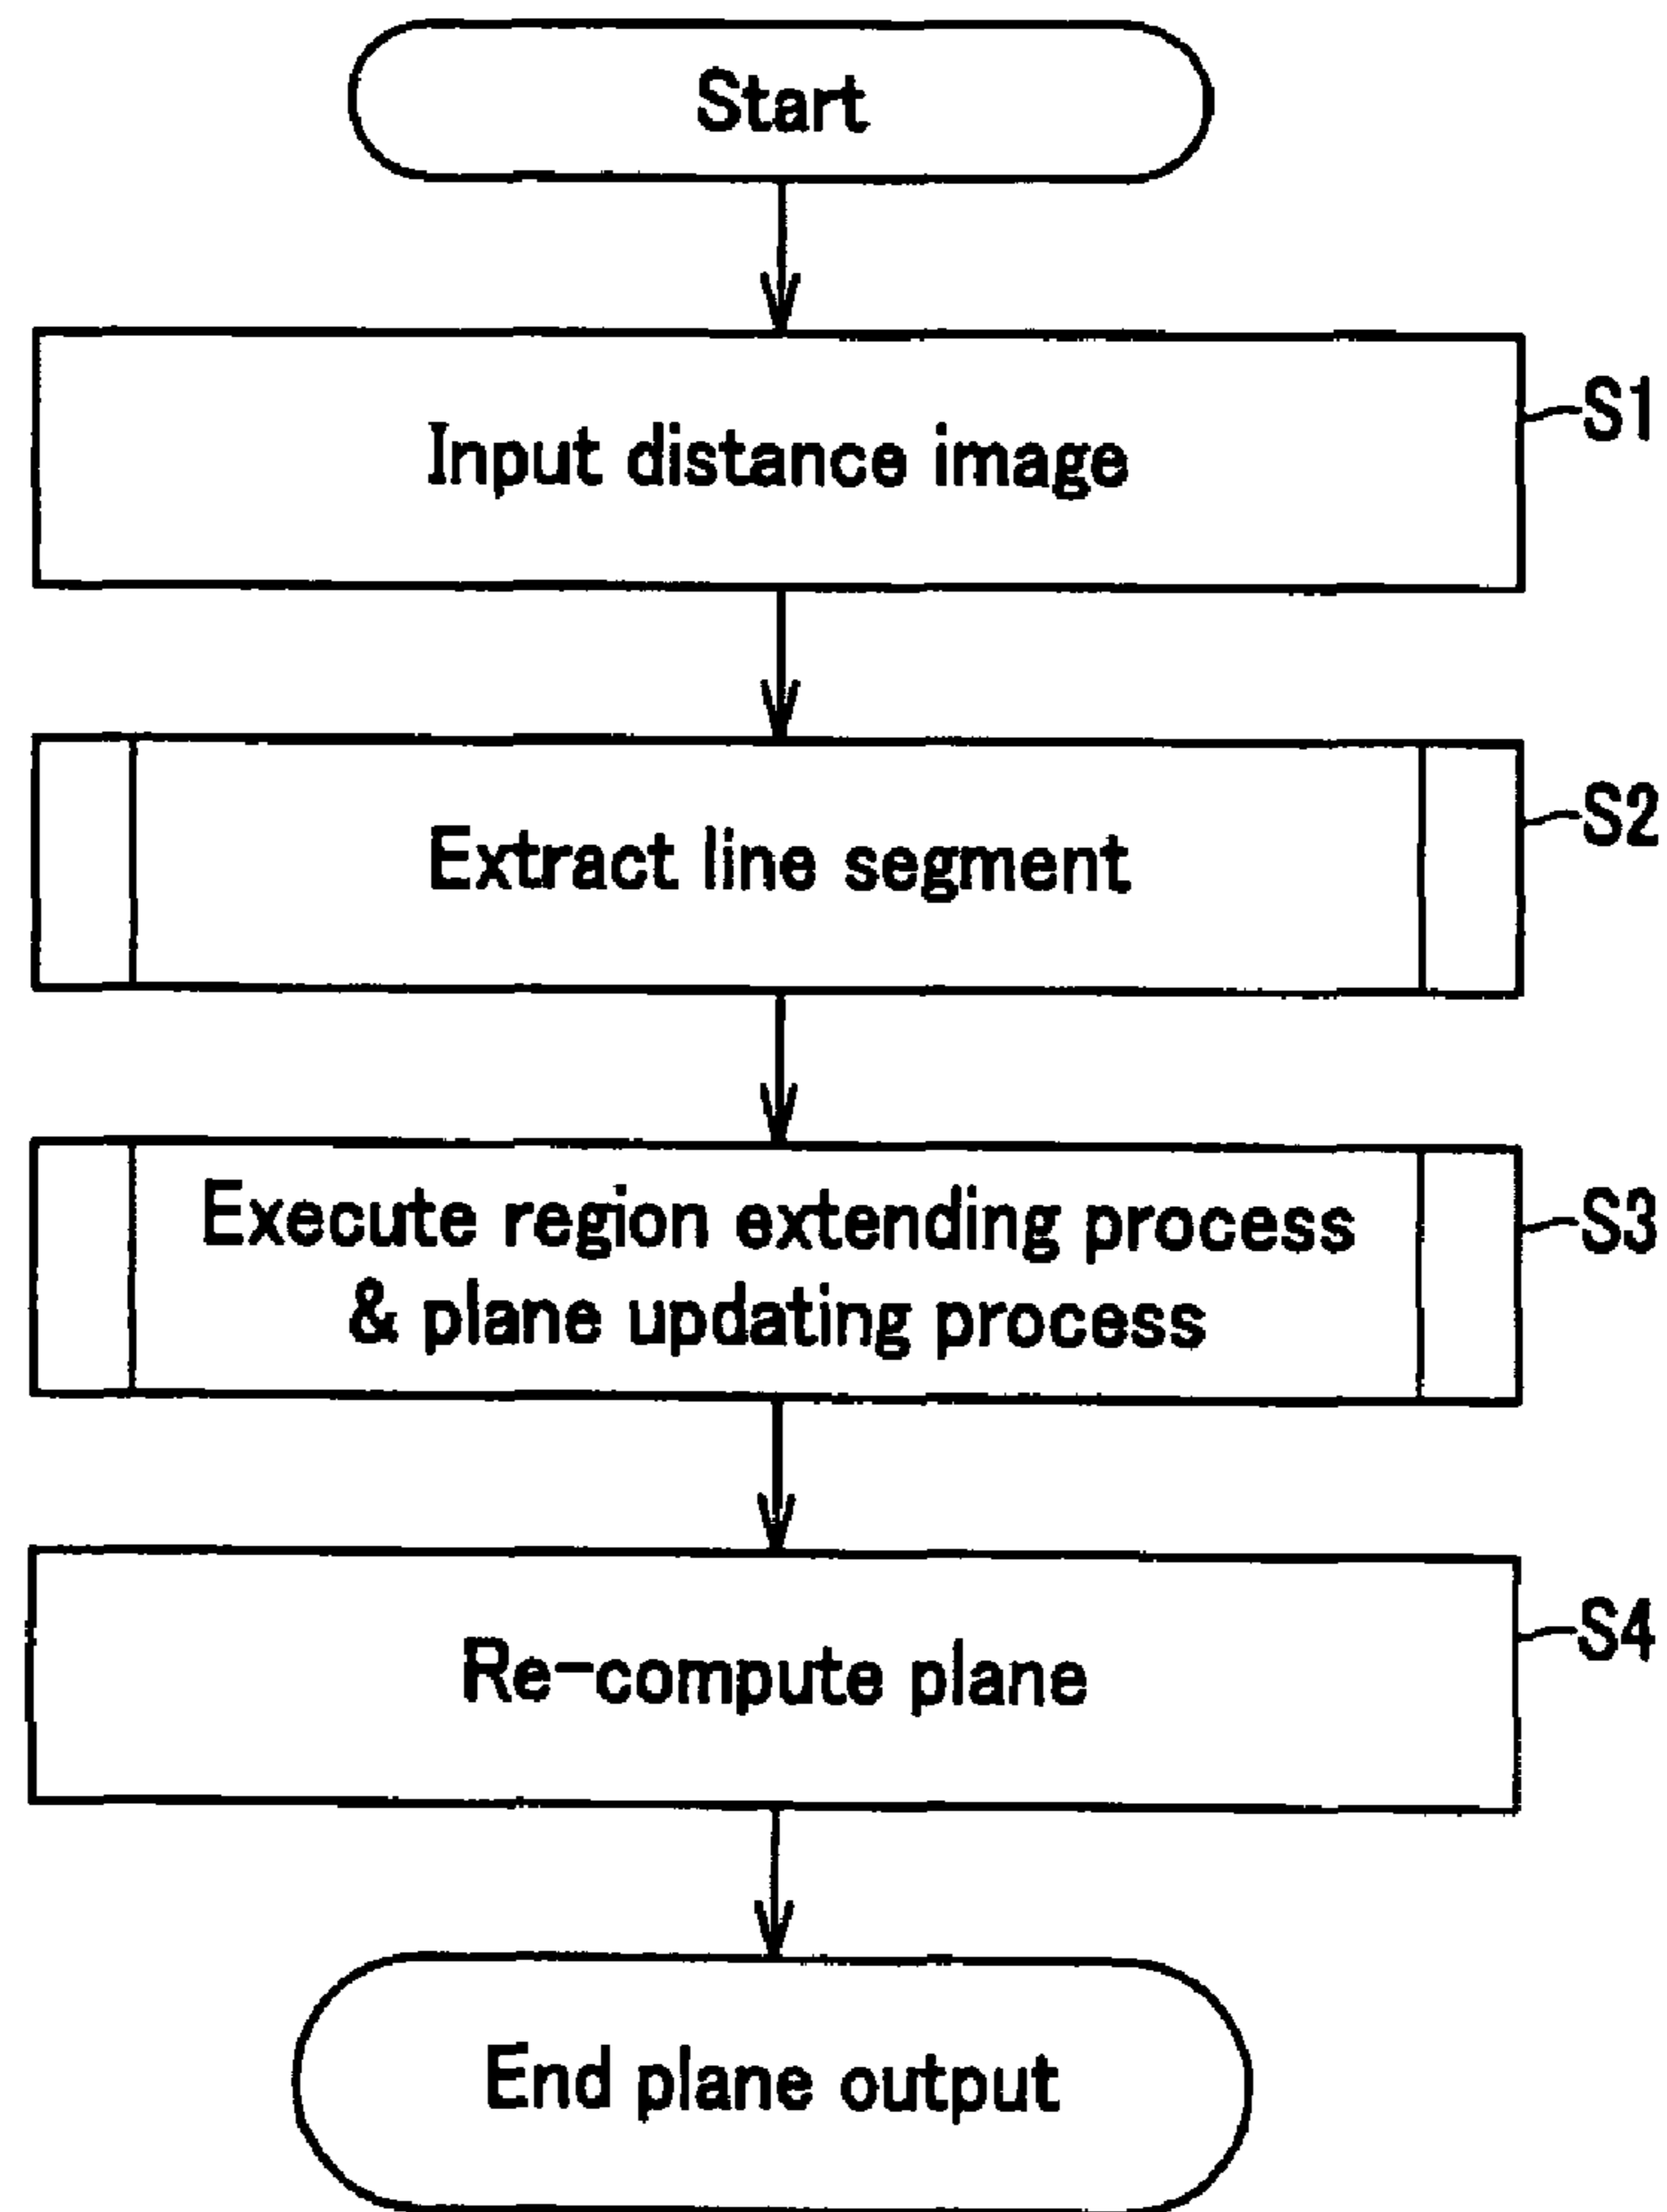 Start
Input distance image
S1
Extract line segment
S2
Execute region extending process
& plane updating process
S3
Re-compute plane
S4
End plane output